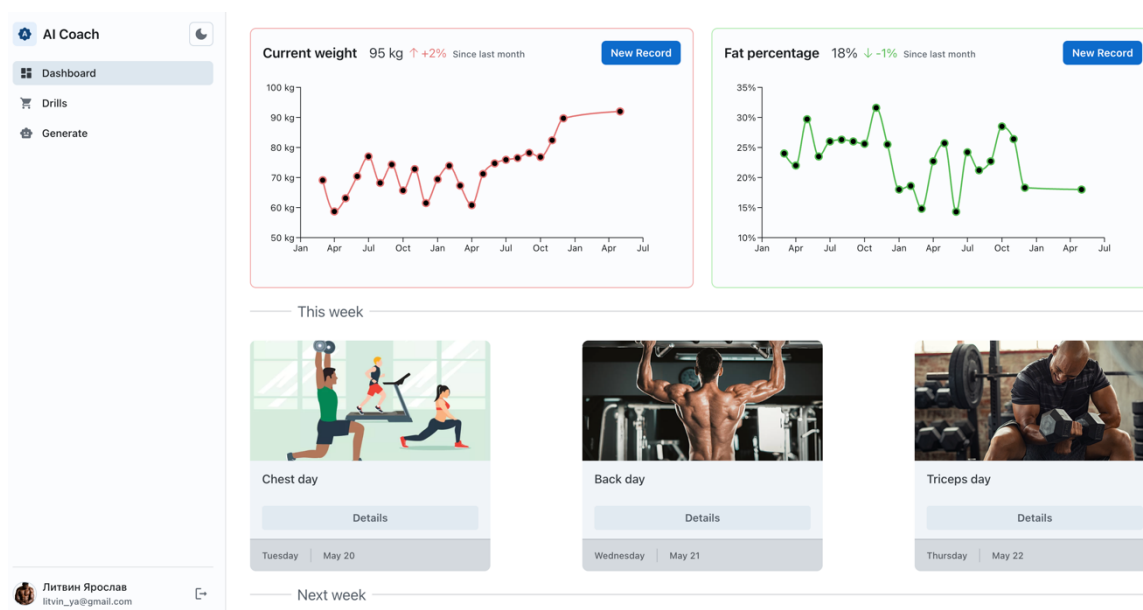 AI Coach
Dashboard
Drills
Generate
Литвин Ярослав
litvin_ya@gmail.com
Current weight 95 kg ↑ +2% Since last month New Record
100 kg
90 kg
80 kg
70 kg
60 kg
50 kg
Jan Apr Jul Oct Jan Apr Jul Oct Jan Apr Jul
Fat percentage 18% ↓ -1% Since last month New Record
35%
30%
25%
20%
15%
10%
Jan Apr Jul Oct Jan Apr Jul Oct Jan Apr Jul
This week
Chest day
Details
Tuesday May 20
Back day
Details
Wednesday May 21
Triceps day
Details
Thursday May 22
Next week